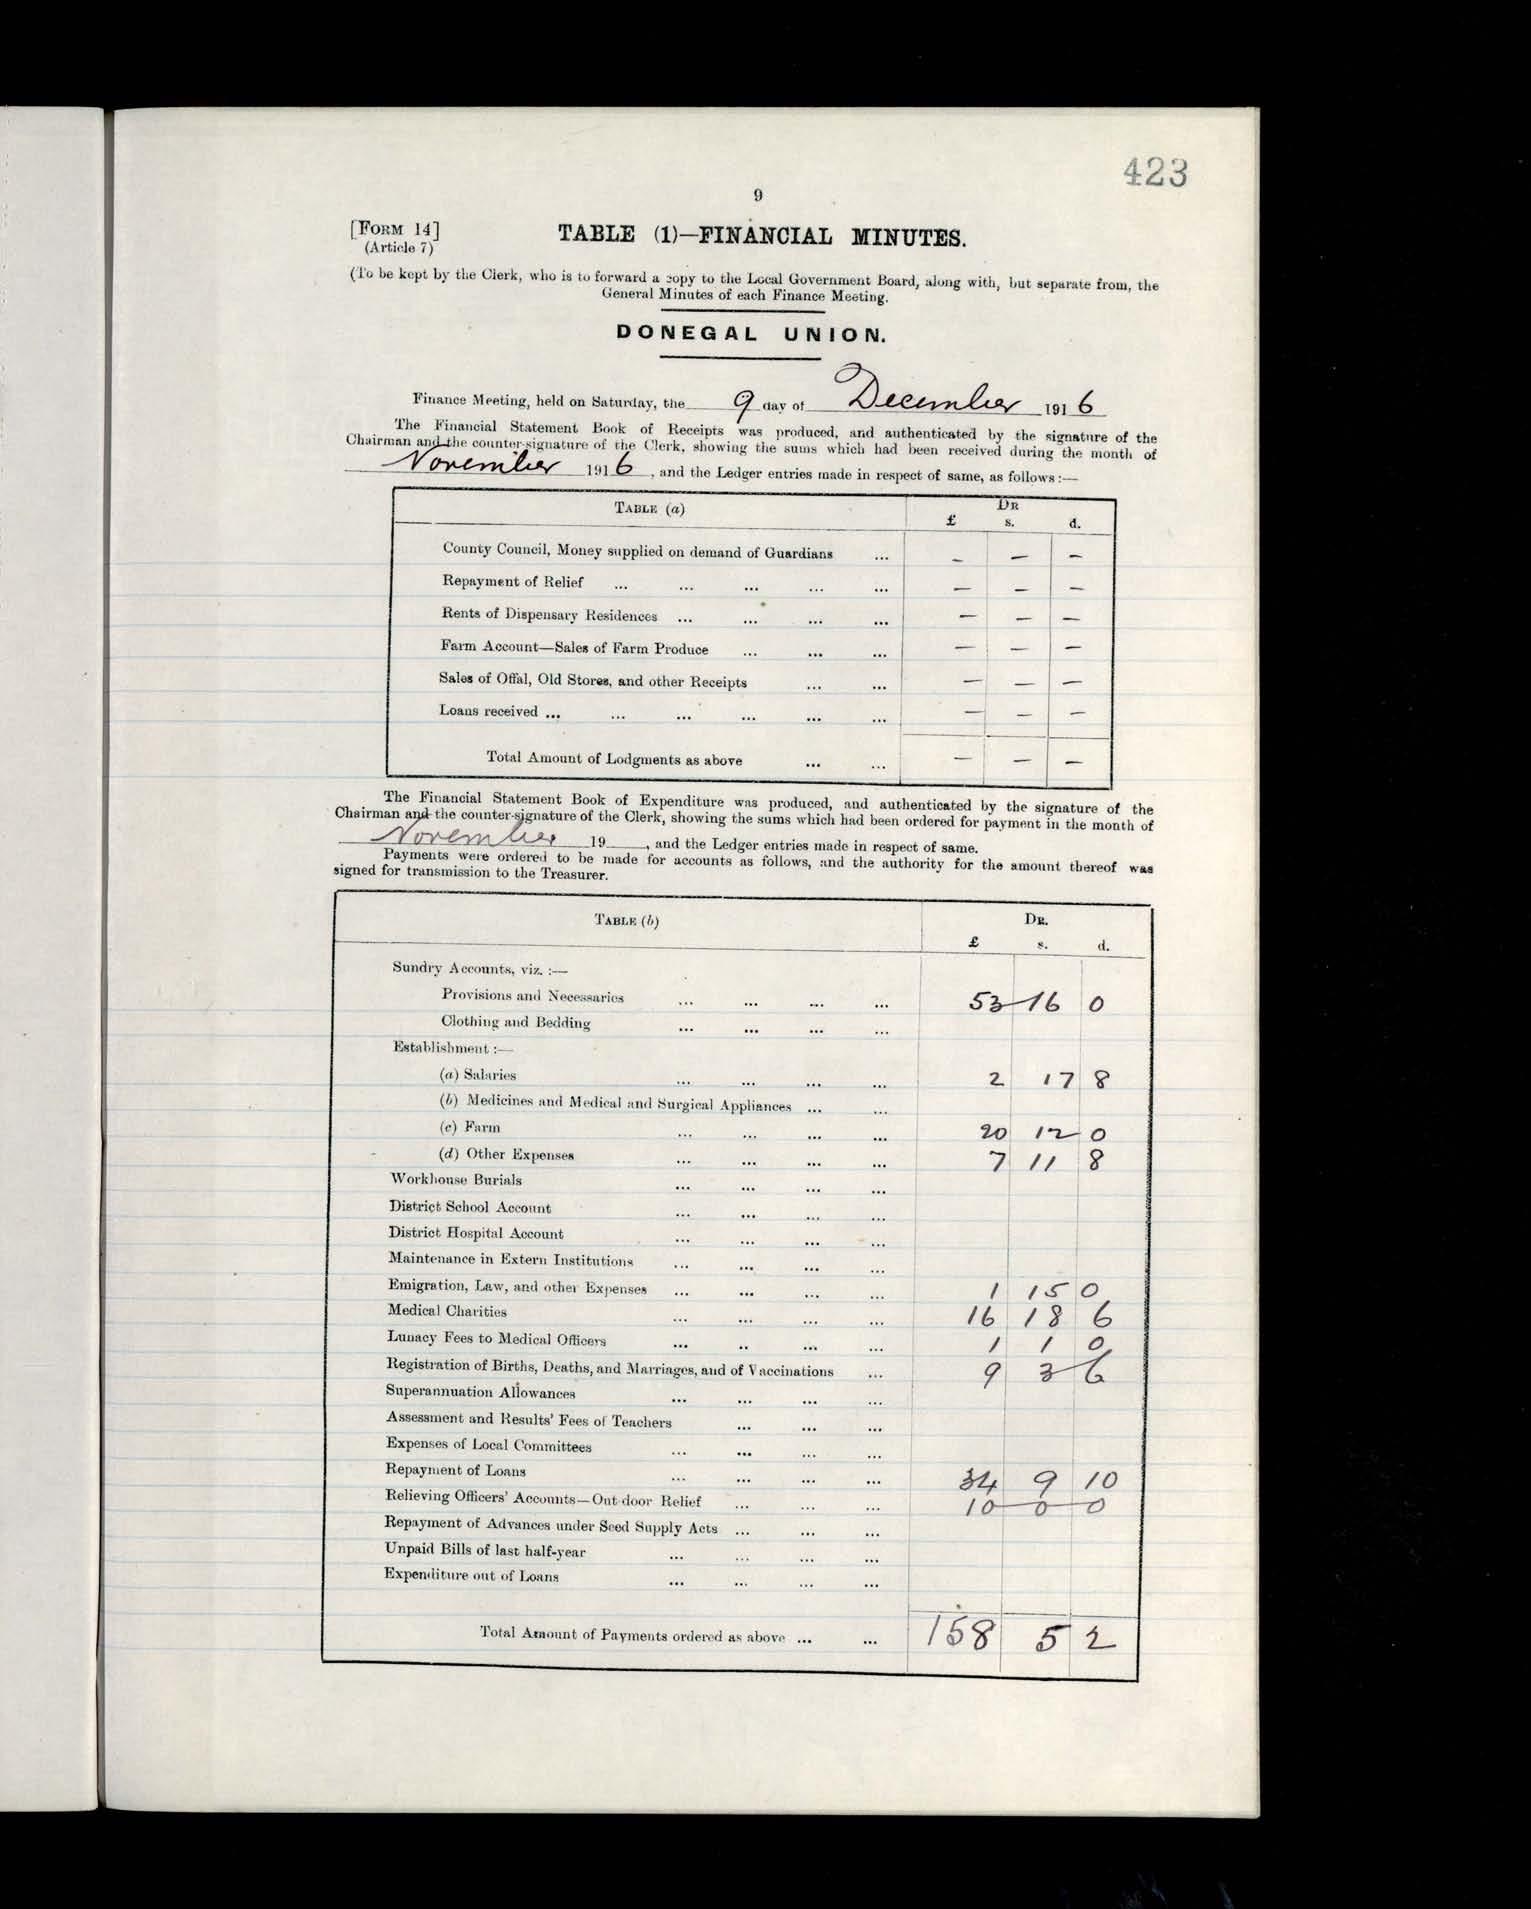 423
9
[FORM 14]
(Article 7)
TABLE (1)—FINANCIAL MINUTES.
(To be kept by the Clerk, who is to forward a copy to the Local Government Board, along with, but separate from, the
General Minutes of each Finance Meeting.
DONEGAL UNION.
Finance Meeting, held on Saturday, the 9 day of December 1916
The Financial Statement Book of Receipts was produced, and authenticated by the signature of the
Chairman and the counter-signature of the Clerk, showing the sums which had been received during the month of
November 1916, and the Ledger entries made in respect of same, as follows:—
TABLE (a) DR
£ s. d.
County Council, Money supplied on demand of Guardians ... — — —
Repayment of Relief ... ... ... ... ... — — —
Rents of Dispensary Residences ... ... ... ... — — —
Farm Account—Sales of Farm Produce ... ... ... — — —
Sales of Offal, Old Stores, and other Receipts ... ... — — —
Loans received ... ... ... ... ... ... — — —
Total Amount of Lodgments as above ... ... — — —
The Financial Statement Book of Expenditure was produced, and authenticated by the signature of the
Chairman and the counter-signature of the Clerk, showing the sums which had been ordered for payment in the month of
November 19 , and the Ledger entries made in respect of same.
Payments were ordered to be made for accounts as follows, and the authority for the amount thereof was
signed for transmission to the Treasurer.
TABLE (b) DR.
£ s. d.
Sundry Accounts, viz. :—
Provisions and Necessaries ... ... ... ... 53 16 0
Clothing and Bedding ... ... ... ...
Establishment :—
(a) Salaries ... ... ... ... 2 17 8
(b) Medicines and Medical and Surgical Appliances ... ...
(c) Farm ... ... ... ... 20 12 0
(d) Other Expenses ... ... ... ... 7 11 8
Workhouse Burials ... ... ... ...
District School Account ... ... ... ...
District Hospital Account ... ... ... ...
Maintenance in Extern Institutions ... ... ... ...
Emigration, Law, and other Expenses ... ... ... ... 1 15 0
Medical Charities ... ... ... ... 16 18 6
Lunacy Fees to Medical Officers ... .. ... ... 1 1 0
Registration of Births, Deaths, and Marriages, and of Vaccinations ... 9 3 6
Superannuation Allowances ... ... ... ...
Assessment and Results' Fees of Teachers ... ... ...
Expenses of Local Committees ... ... ... ...
Repayment of Loans ... ... ... ... 34 9 10
Relieving Officers' Accounts—Out-door Relief ... ... ... 10 0 0
Repayment of Advances under Seed Supply Acts ... ... ...
Unpaid Bills of last half-year ... ... ... ...
Expenditure out of Loans ... ... ... ...
Total Amount of Payments ordered as above ... ... 158 5 2